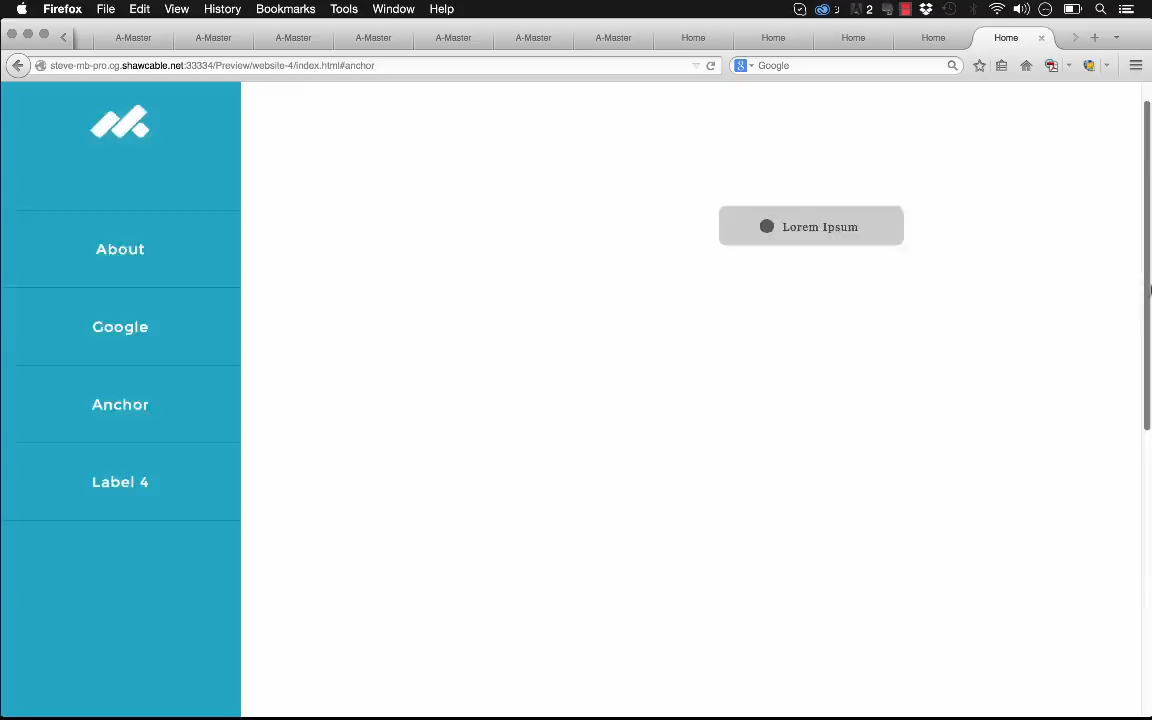 Firefox File Edit View History Bookmarks Tools Window Help
A-Master A-Master A-Master A-Master A-Master A-Master A-Master Home Home Home Home Home
steve-mb-pro.cg.shawcable.net:33334/Preview/website-4/index.html#anchor
Google
About
Google
Anchor
Label 4
Lorem Ipsum